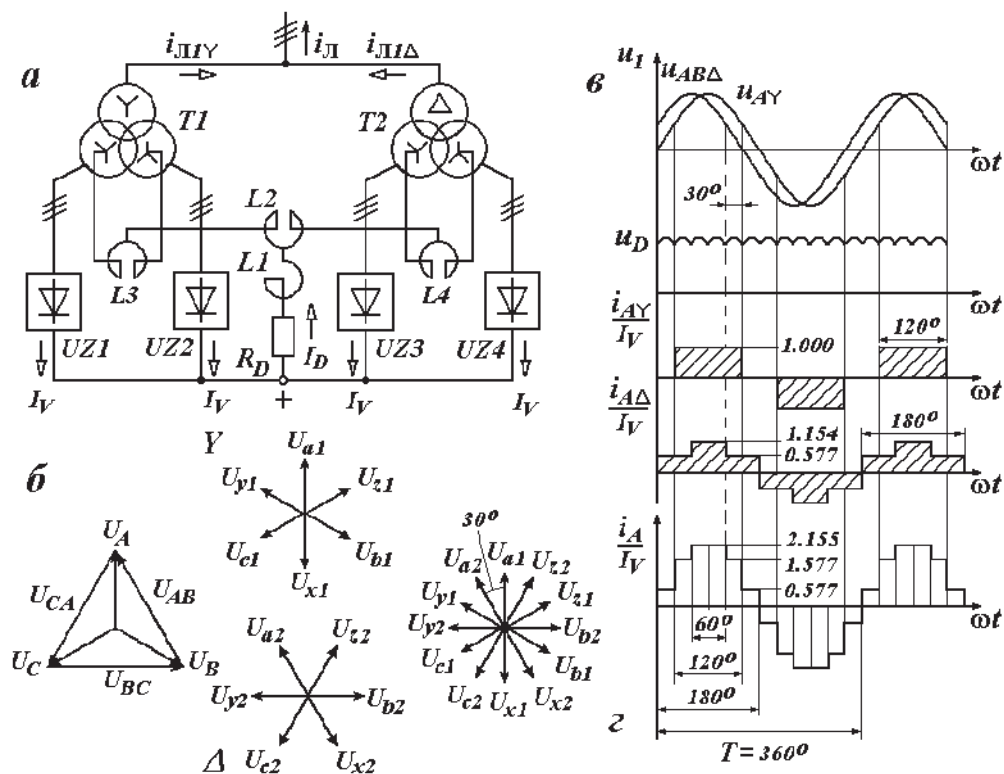 iЛ1Y
iЛ
iЛ1Δ
а
T1
T2
L2
L1
L3
L4
UZ1
UZ2
R_D
I_D
UZ3
UZ4
I_V
I_V
+
I_V
I_V
в
u_1
u_ABΔ
u_AY
ωt
30°
u_D
ωt
i_AY
I_V
1.000
120°
ωt
i_AΔ
I_V
1.154
0.577
180°
ωt
i_A
I_V
2.155
1.577
0.577
ωt
60°
120°
180°
г
T = 360°
б
Y
U_a1
U_y1
U_z1
U_c1
U_b1
U_x1
U_A
U_CA
U_AB
U_C
U_B
U_BC
U_a2
U_z2
U_y2
U_b2
U_c2
U_x2
Δ
30°
U_a2
U_a1
U_z2
U_y1
U_z1
U_y2
U_b2
U_c1
U_b1
U_c2
U_x1
U_x2